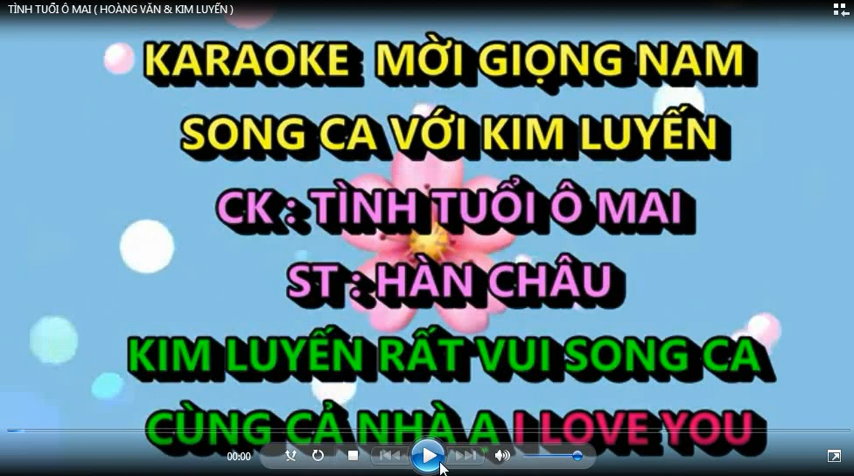 TÌNH TUỔI Ô MAI ( HOÀNG VĂN & KIM LUYẾN )
KARAOKE MỜI GIỌNG NAM
SONG CA VỚI KIM LUYẾN
CK : TÌNH TUỔI Ô MAI
ST : HÀN CHÂU
KIM LUYẾN RẤT VUI SONG CA
CÙNG CẢ NHÀ Ạ I LOVE YOU
00:00